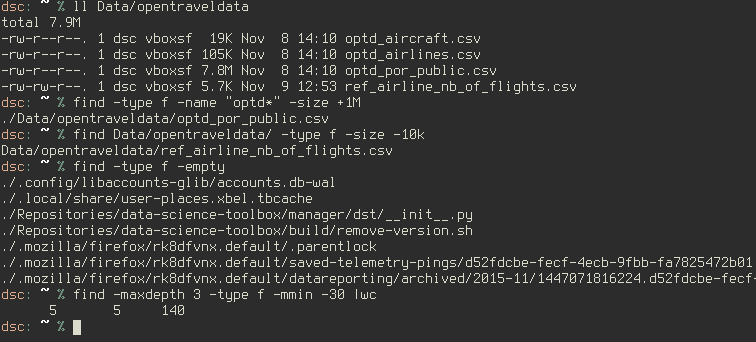 dsc: ~ % ll Data/opentraveldata
total 7.9M
-rw-r--r--. 1 dsc vboxsf  19K Nov  8 14:10 optd_aircraft.csv
-rw-r--r--. 1 dsc vboxsf 105K Nov  8 14:10 optd_airlines.csv
-rw-r--r--. 1 dsc vboxsf 7.8M Nov  8 14:10 optd_por_public.csv
-rw-rw-r--. 1 dsc vboxsf 5.7K Nov  9 12:53 ref_airline_nb_of_flights.csv
dsc: ~ % find -type f -name "optd*" -size +1M
./Data/opentraveldata/optd_por_public.csv
dsc: ~ % find Data/opentraveldata/ -type f -size -10k
Data/opentraveldata/ref_airline_nb_of_flights.csv
dsc: ~ % find -type f -empty
./.config/libaccounts-glib/accounts.db-wal
./.local/share/user-places.xbel.tbcache
./Repositories/data-science-toolbox/manager/dst/__init__.py
./Repositories/data-science-toolbox/build/remove-version.sh
./.mozilla/firefox/rk8dfvnx.default/.parentlock
./.mozilla/firefox/rk8dfvnx.default/saved-telemetry-pings/d52fdcbe-fecf-4ecb-9fbb-fa7825472b01
./.mozilla/firefox/rk8dfvnx.default/datareporting/archived/2015-11/1447071816224.d52fdcbe-fecf-
dsc: ~ % find -maxdepth 3 -type f -mmin -30 |wc
5 5 140
dsc: ~ %